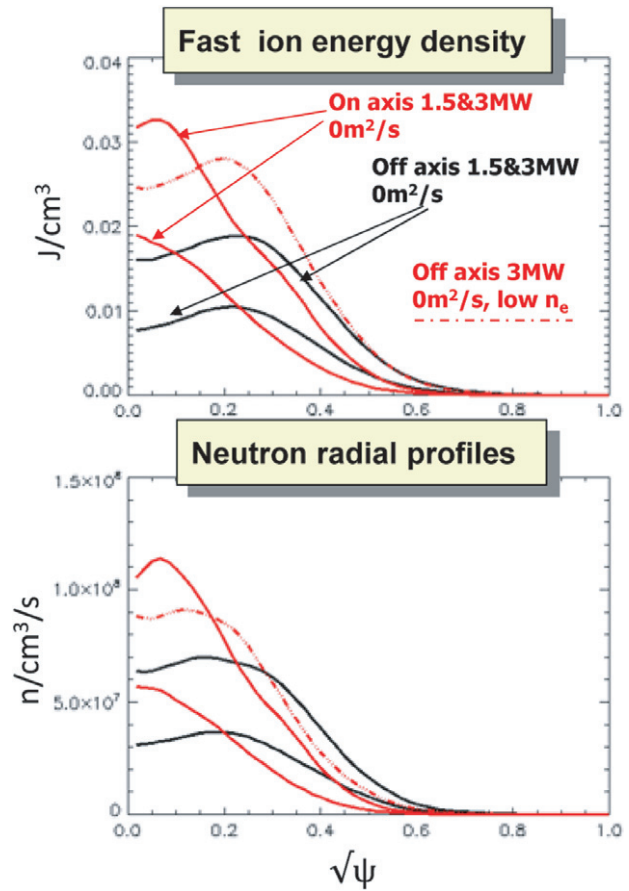 Fast ion energy density
0.04
0.03
0.02
0.01
0.00
J/cm³
On axis 1.5&3MW
0m²/s
Off axis 1.5&3MW
0m²/s
Off axis 3MW
0m²/s, low nₑ
0.0 0.2 0.4 0.6 0.8 1.0
Neutron radial profiles
1.5×10⁸
1.0×10⁸
5.0×10⁷
0
n/cm³/s
0.0 0.2 0.4 0.6 0.8 1.0
√ψ